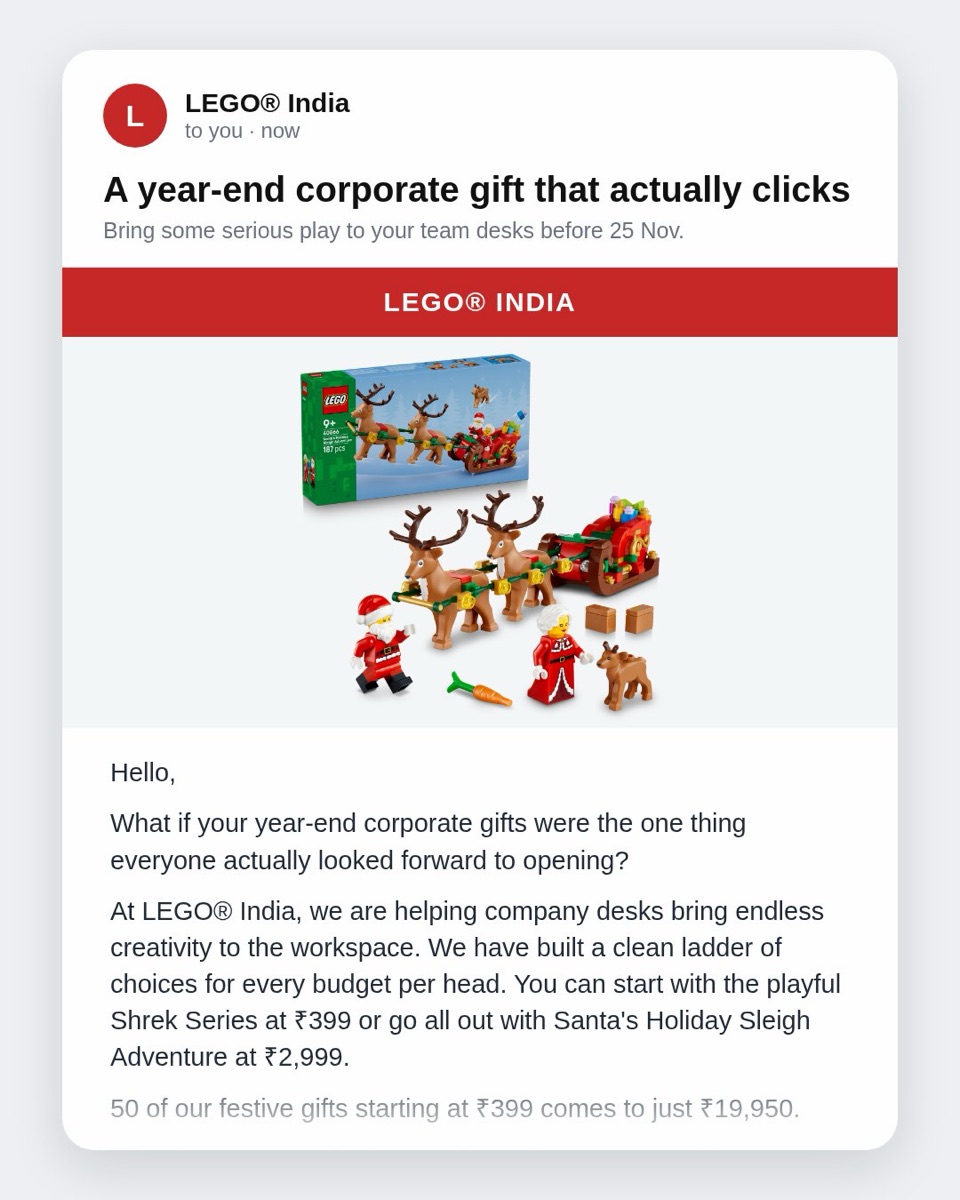 L
LEGO® India
to you · now
A year-end corporate gift that actually clicks
Bring some serious play to your team desks before 25 Nov.
LEGO® INDIA
LEGO
9+
187 pcs
Hello,
What if your year-end corporate gifts were the one thing
everyone actually looked forward to opening?
At LEGO® India, we are helping company desks bring endless
creativity to the workspace. We have built a clean ladder of
choices for every budget per head. You can start with the playful
Shrek Series at ₹399 or go all out with Santa's Holiday Sleigh
Adventure at ₹2,999.
50 of our festive gifts starting at ₹399 comes to just ₹19,950.